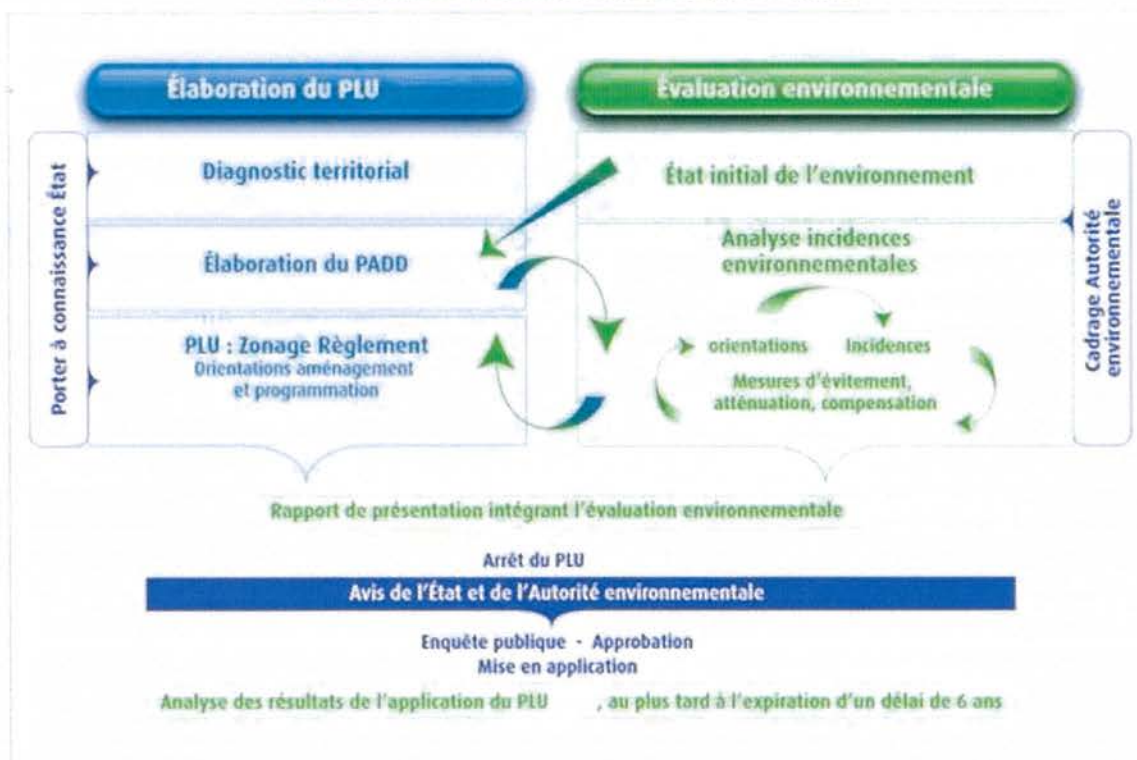 Élaboration du PLU
Évaluation environnementale
Porter à connaissance État
Diagnostic territorial
Élaboration du PADD
PLU : Zonage Règlement
Orientations aménagement
et programmation
État initial de l'environnement
Analyse incidences
environnementales
orientations
Incidences
Mesures d'évitement,
atténuation, compensation
Cadrage Autorité
environnementale
Rapport de présentation intégrant l'évaluation environnementale
Arrêt du PLU
Avis de l'État et de l'Autorité environnementale
Enquête publique - Approbation
Mise en application
Analyse des résultats de l'application du PLU , au plus tard à l'expiration d'un délai de 6 ans